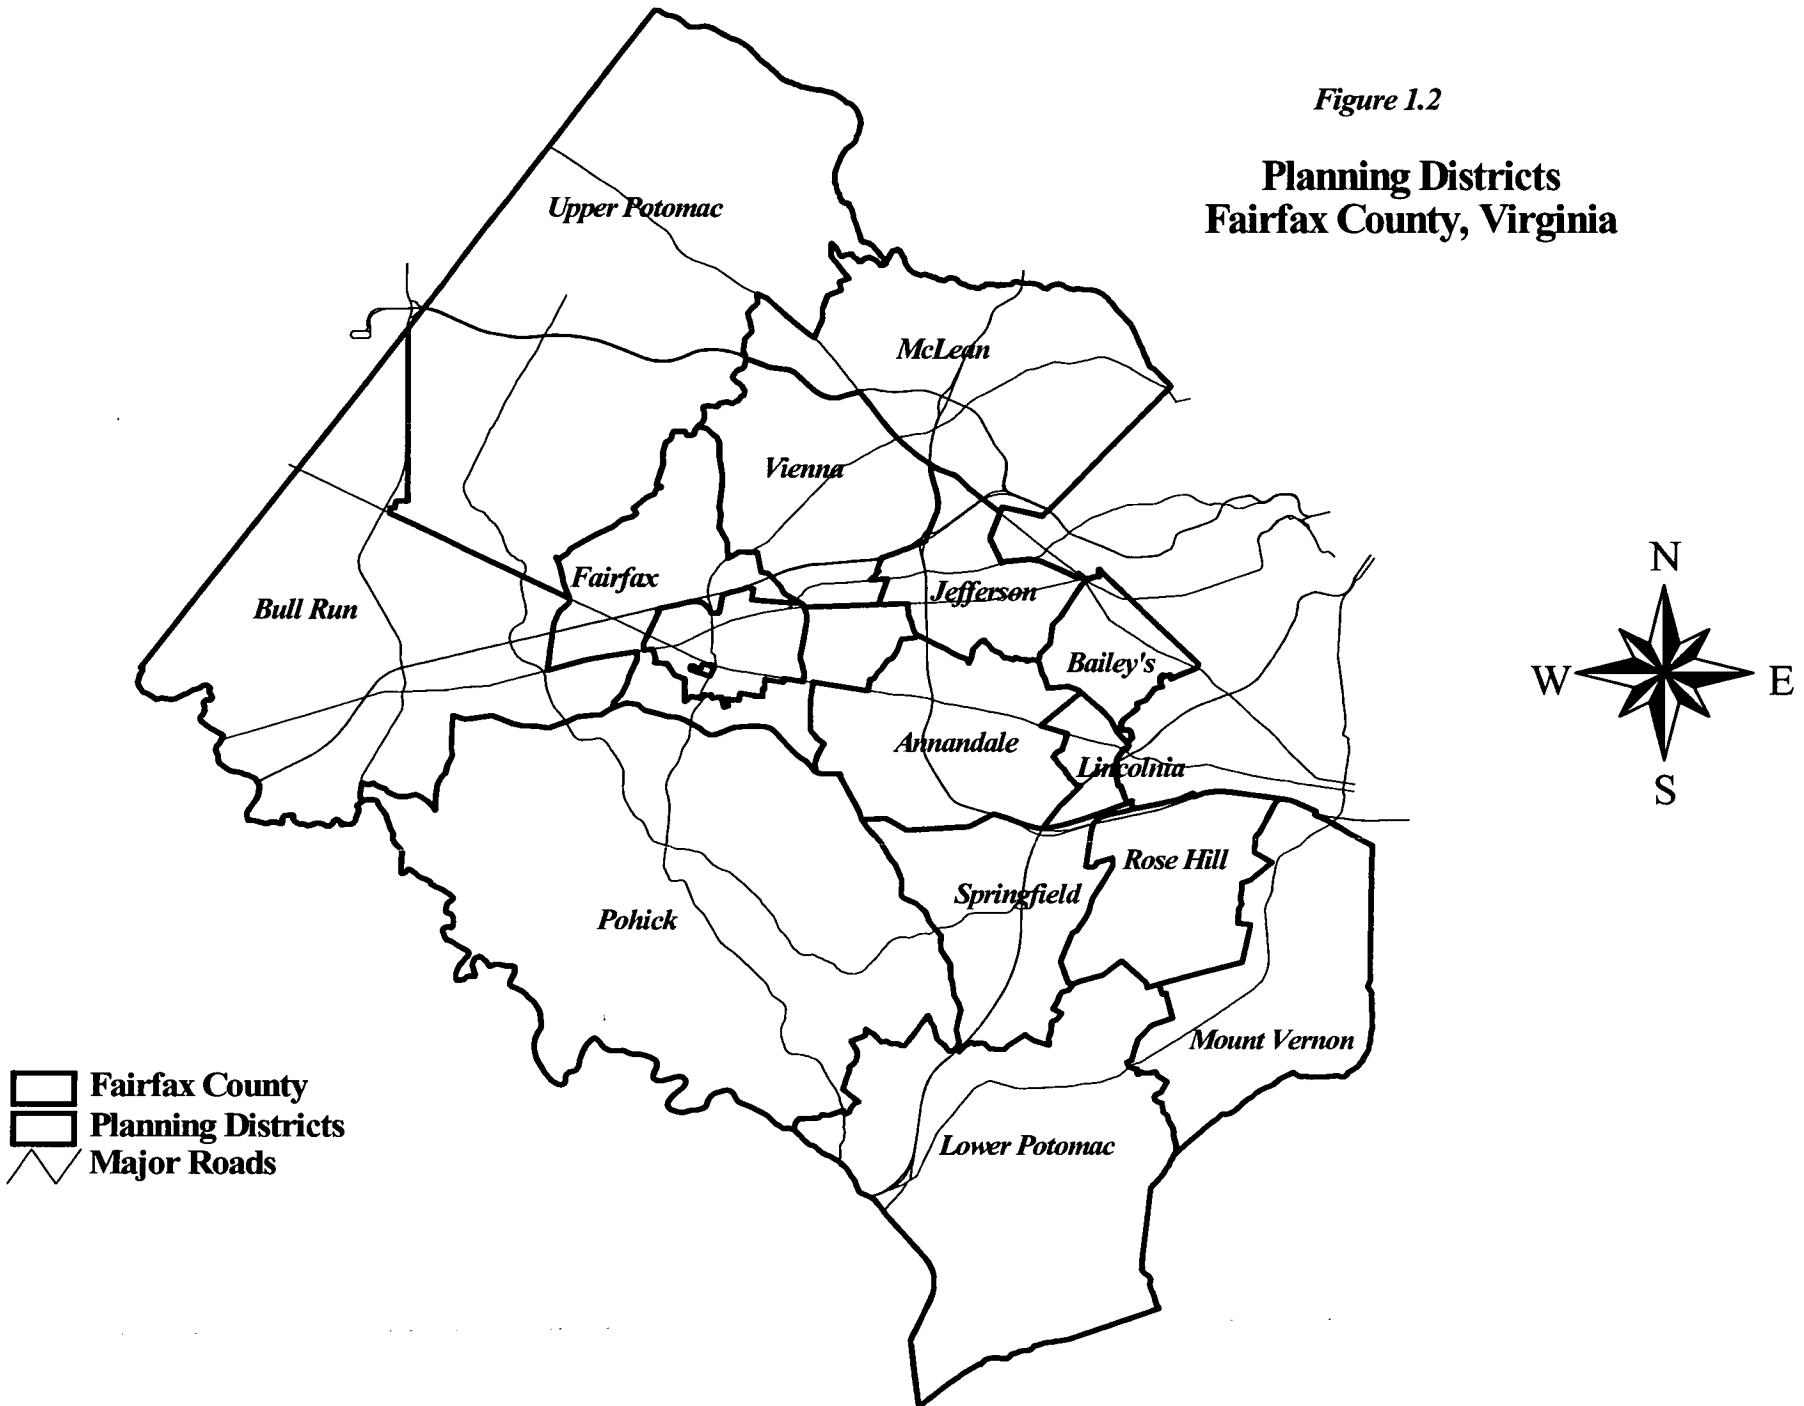 Figure 1.2
Planning Districts
Fairfax County, Virginia
Upper Potomac
McLean
Vienna
Fairfax
Jefferson
Bull Run
Bailey's
Annandale
Lincolnia
Rose Hill
Springfield
Pohick
Mount Vernon
Lower Potomac
N
W
E
S
Fairfax County
Planning Districts
Major Roads